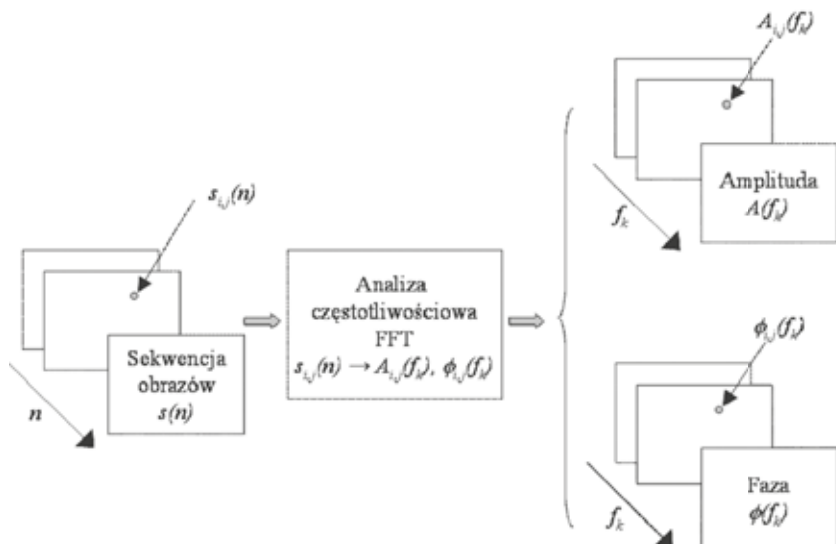 s_{i,j}(n)
Sekwencja
obrazów
s(n)
n
Analiza
częstotliwościowa
FFT
s_{i,j}(n) → A_{i,j}(f_k), ϕ_{i,j}(f_k)
A_{i,j}(f_k)
Amplituda
A(f_k)
f_k
ϕ_{i,j}(f_k)
Faza
ϕ(f_k)
f_k